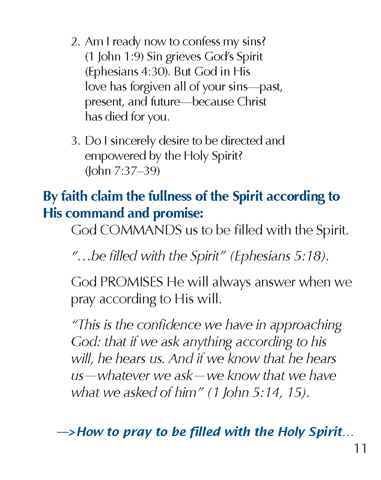 2. Am I ready now to confess my sins?
(1 John 1:9) Sin grieves God's Spirit
(Ephesians 4:30). But God in His
love has forgiven all of your sins—past,
present, and future—because Christ
has died for you.
3. Do I sincerely desire to be directed and
empowered by the Holy Spirit?
(John 7:37–39)
By faith claim the fullness of the Spirit according to
His command and promise:
God COMMANDS us to be filled with the Spirit.
"…be filled with the Spirit" (Ephesians 5:18).
God PROMISES He will always answer when we
pray according to His will.
"This is the confidence we have in approaching
God: that if we ask anything according to his
will, he hears us. And if we know that he hears
us—whatever we ask—we know that we have
what we asked of him" (1 John 5:14, 15).
—>How to pray to be filled with the Holy Spirit…
11